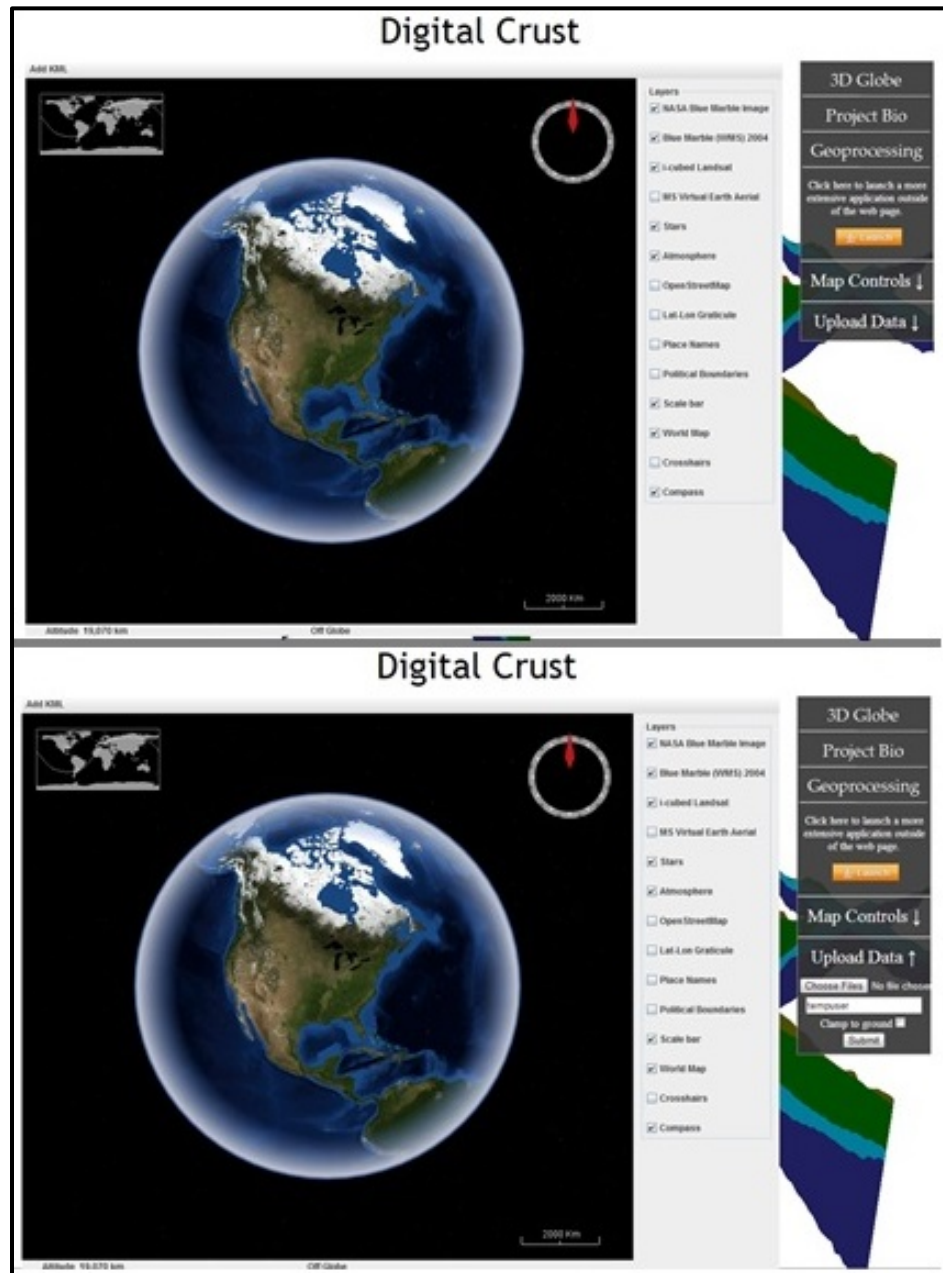 Digital Crust
Add KML
Layers
NASA Blue Marble Image
Blue Marble (WMS) 2004
i-cubed Landsat
MS Virtual Earth Aerial
Stars
Atmosphere
OpenStreetMap
Lat-Lon Graticule
Place Names
Political Boundaries
Scale bar
World Map
Crosshairs
Compass
2000 Km
Altitude 19,070 km
Off Globe
3D Globe
Project Bio
Geoprocessing
Click here to launch a more
extensive application outside
of the web page.
Launch
Map Controls ↓
Upload Data ↓
Digital Crust
Add KML
Layers
NASA Blue Marble Image
Blue Marble (WMS) 2004
i-cubed Landsat
MS Virtual Earth Aerial
Stars
Atmosphere
OpenStreetMap
Lat-Lon Graticule
Place Names
Political Boundaries
Scale bar
World Map
Crosshairs
Compass
2000 Km
Altitude 19,070 km
Off Globe
3D Globe
Project Bio
Geoprocessing
Click here to launch a more
extensive application outside
of the web page.
Launch
Map Controls ↓
Upload Data ↑
Choose Files No file chosen
tempuser
Clamp to ground
Submit